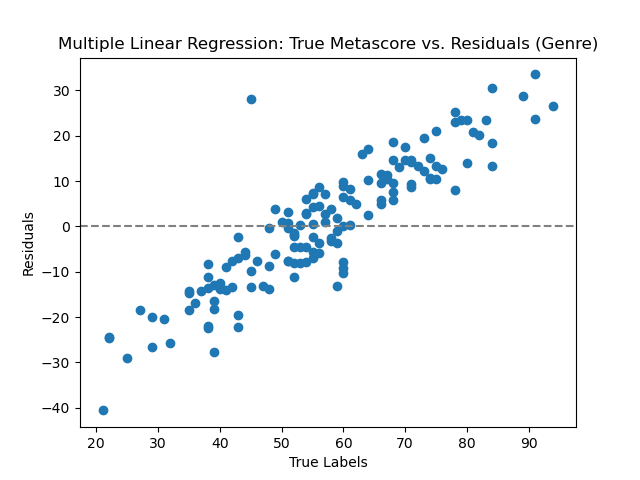 Multiple Linear Regression: True Metascore vs. Residuals (Genre)
30
20
10
0
−10
−20
−30
−40
Residuals
20 30 40 50 60 70 80 90
True Labels